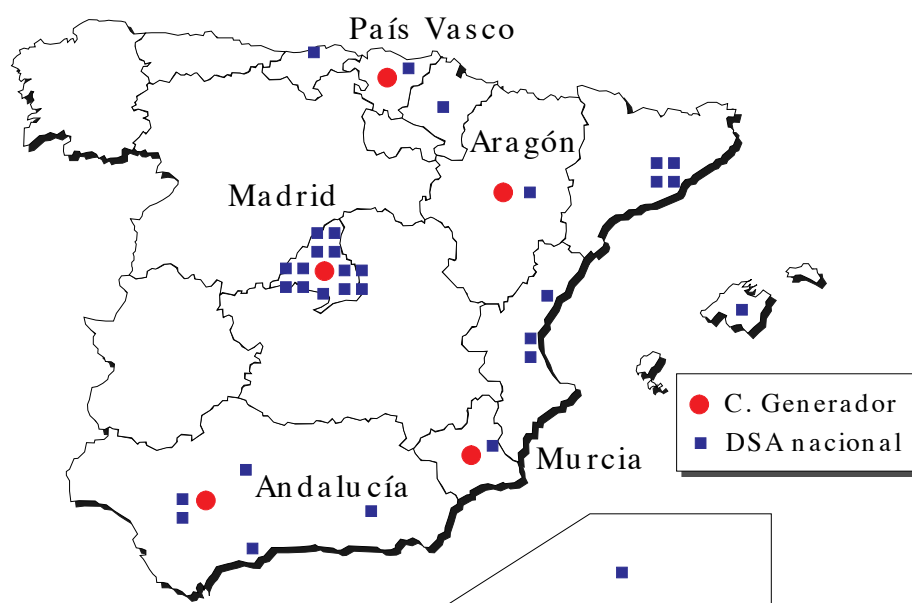 País Vasco
Aragón
Madrid
C. Generador
DSA nacional
Murcia
Andalucía